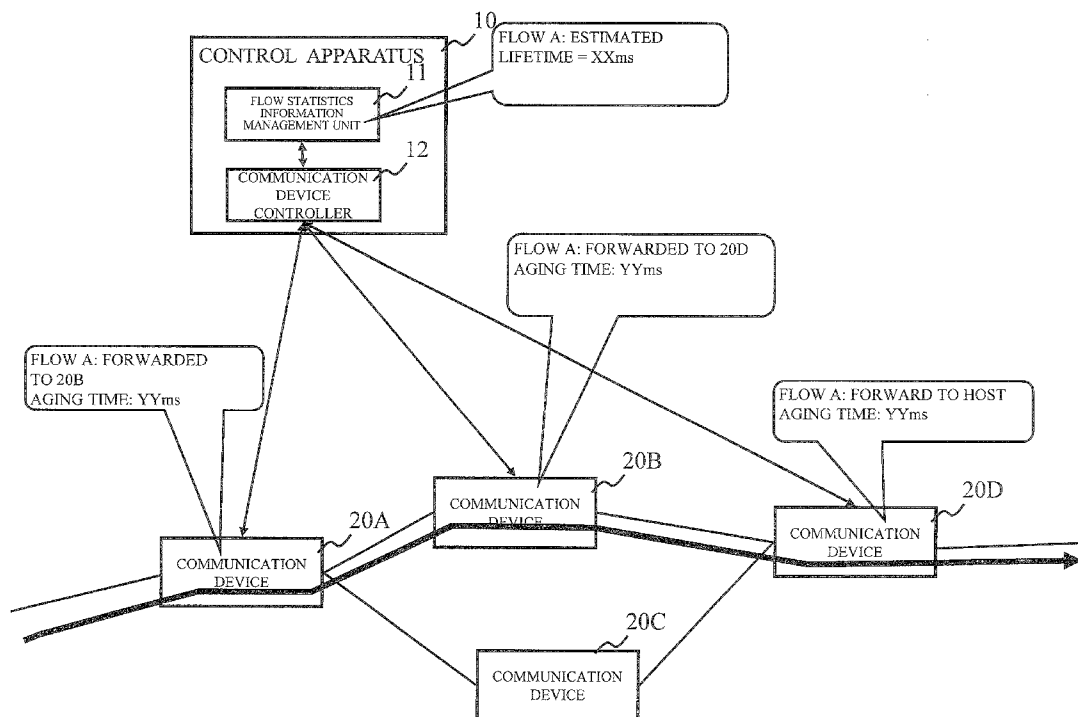 10
CONTROL APPARATUS
11
FLOW STATISTICS
INFORMATION
MANAGEMENT UNIT
12
COMMUNICATION
DEVICE
CONTROLLER
FLOW A: ESTIMATED
LIFETIME = XXms
FLOW A: FORWARDED TO 20D
AGING TIME: YYms
FLOW A: FORWARDED
TO 20B
AGING TIME: YYms
FLOW A: FORWARD TO HOST
AGING TIME: YYms
20A
COMMUNICATION
DEVICE
20B
COMMUNICATION
DEVICE
20D
COMMUNICATION
DEVICE
20C
COMMUNICATION
DEVICE